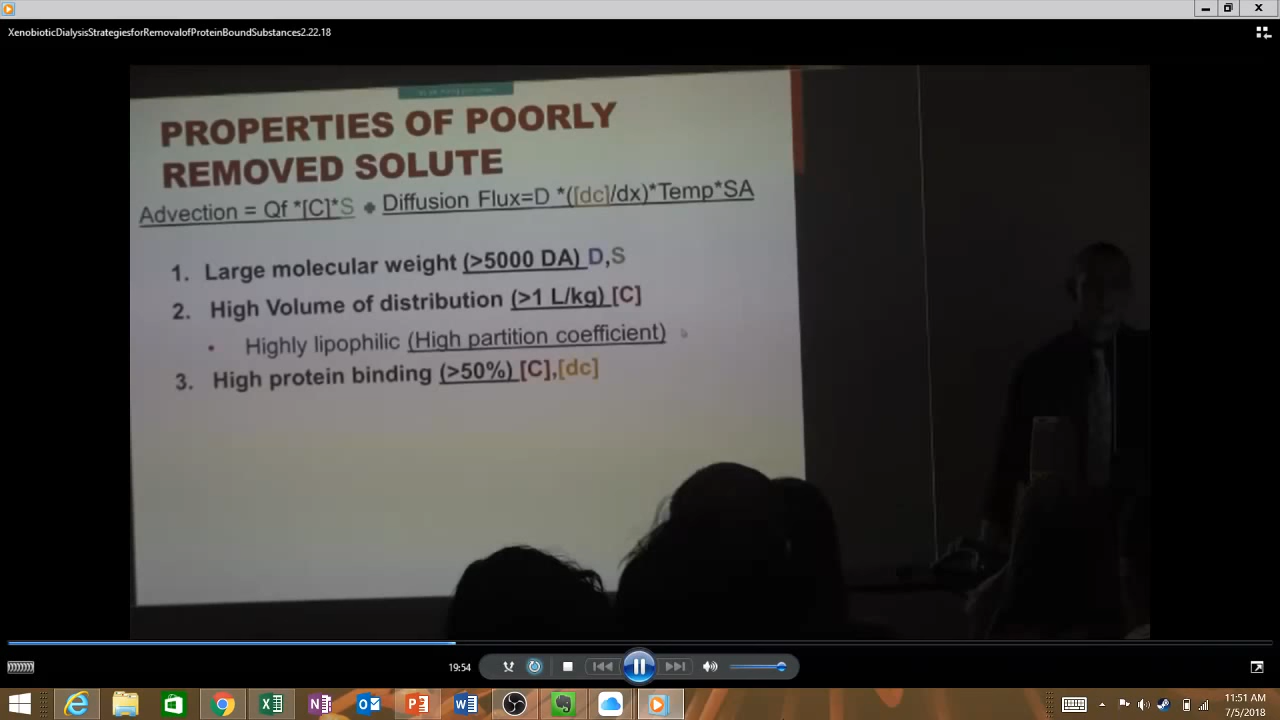 XenobioticDialysisStrategiesforRemovalofProteinBoundSubstances2.22.18
PROPERTIES OF POORLY
REMOVED SOLUTE
Advection = Qf *[C]*S • Diffusion Flux=D *([dc]/dx)*Temp*SA
1. Large molecular weight (>5000 DA) D,S
2. High Volume of distribution (>1 L/kg) [C]
• Highly lipophilic (High partition coefficient)
3. High protein binding (>50%) [C],[dc]
19:54
11:51 AM
7/5/2018